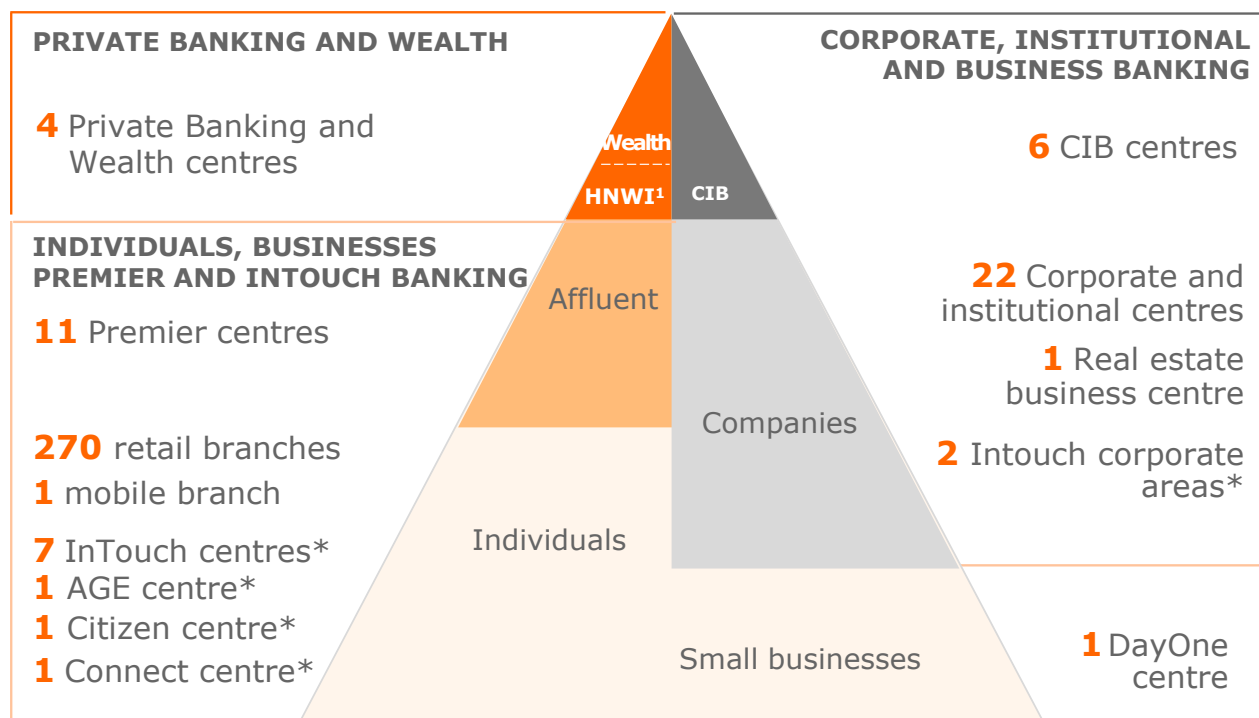 PRIVATE BANKING AND WEALTH
4 Private Banking and
Wealth centres
INDIVIDUALS, BUSINESSES
PREMIER AND INTOUCH BANKING
11 Premier centres
270 retail branches
1 mobile branch
7 InTouch centres*
1 AGE centre*
1 Citizen centre*
1 Connect centre*
Wealth
HNWI¹
CIB
Affluent
Companies
Individuals
Small businesses
CORPORATE, INSTITUTIONAL
AND BUSINESS BANKING
6 CIB centres
22 Corporate and
institutional centres
1 Real estate
business centre
2 Intouch corporate
areas*
1 DayOne
centre